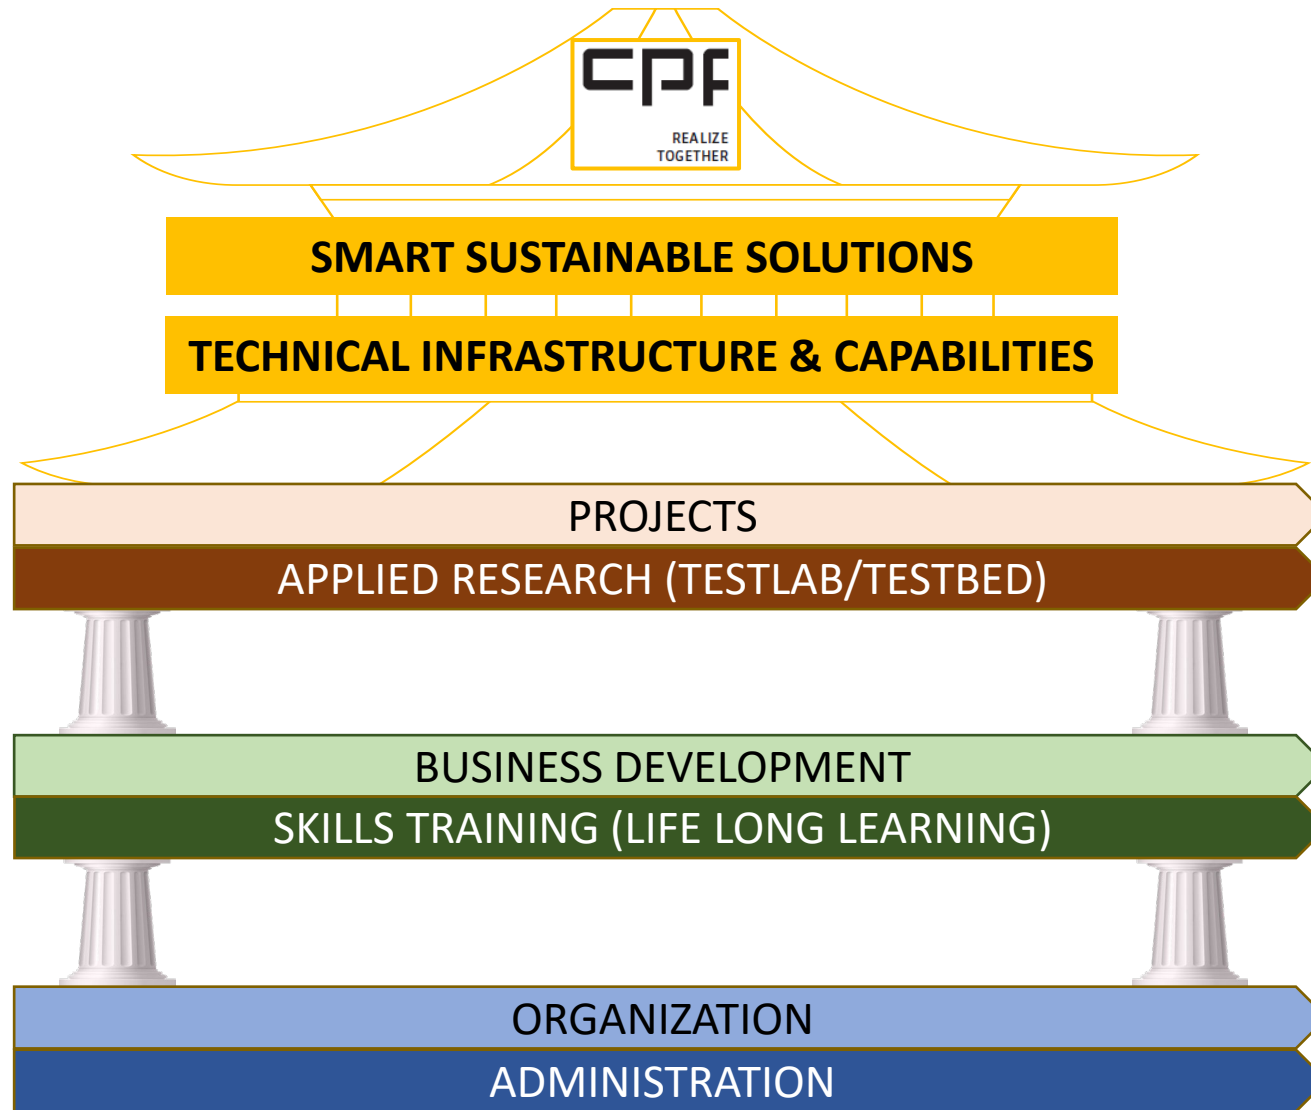 cpf
REALIZE
TOGETHER
SMART SUSTAINABLE SOLUTIONS
TECHNICAL INFRASTRUCTURE & CAPABILITIES
PROJECTS
APPLIED RESEARCH (TESTLAB/TESTBED)
BUSINESS DEVELOPMENT
SKILLS TRAINING (LIFE LONG LEARNING)
ORGANIZATION
ADMINISTRATION